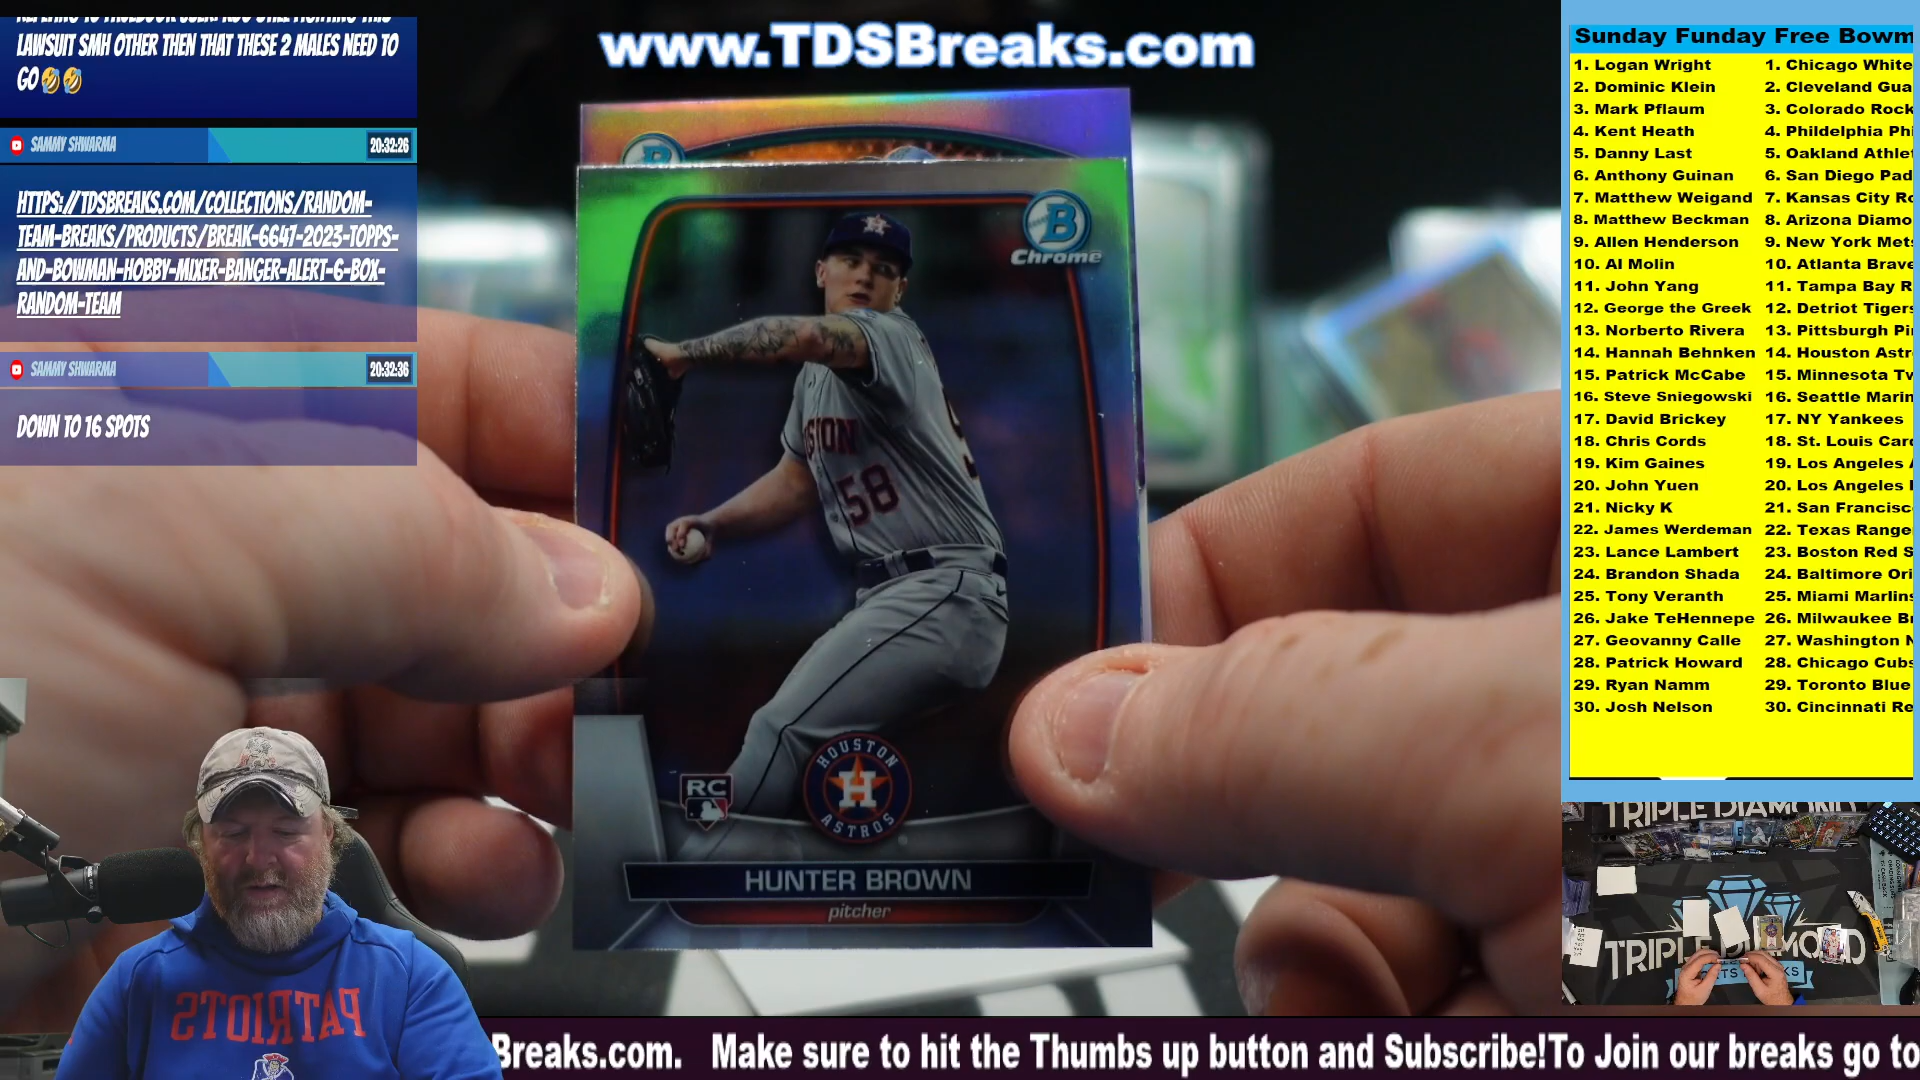 LAWSUIT SMH OTHER THEN THAT THESE 2 MALES NEED TO
GO🤣🤣
SAMMY SHWARMA
20:32:26
HTTPS://TDSBREAKS.COM/COLLECTIONS/RANDOM-
TEAM-BREAKS/PRODUCTS/BREAK-6647-2023-TOPPS-
AND-BOWMAN-HOBBY-MIXER-BANGER-ALERT-6-BOX-
RANDOM-TEAM
SAMMY SHWARMA
20:32:36
DOWN TO 16 SPOTS
www.TDSBreaks.com
B
Chrome
58
RC
HOUSTON
H
ASTROS
HUNTER BROWN
pitcher
PATRIOTS
Sunday Funday Free Bowm
1. Logan Wright 1. Chicago White
2. Dominic Klein 2. Cleveland Gua
3. Mark Pflaum 3. Colorado Rock
4. Kent Heath 4. Phildelphia Phi
5. Danny Last 5. Oakland Athlet
6. Anthony Guinan 6. San Diego Pad
7. Matthew Weigand 7. Kansas City Ro
8. Matthew Beckman 8. Arizona Diamo
9. Allen Henderson 9. New York Mets
10. Al Molin 10. Atlanta Brave
11. John Yang 11. Tampa Bay R
12. George the Greek 12. Detriot Tigers
13. Norberto Rivera 13. Pittsburgh Pir
14. Hannah Behnken 14. Houston Astr
15. Patrick McCabe 15. Minnesota Tw
16. Steve Sniegowski 16. Seattle Marin
17. David Brickey 17. NY Yankees
18. Chris Cords 18. St. Louis Card
19. Kim Gaines 19. Los Angeles A
20. John Yuen 20. Los Angeles
21. Nicky K 21. San Francisc
22. James Werdeman 22. Texas Range
23. Lance Lambert 23. Boston Red S
24. Brandon Shada 24. Baltimore Ori
25. Tony Veranth 25. Miami Marlins
26. Jake TeHennepe 26. Milwaukee Br
27. Geovanny Calle 27. Washington N
28. Patrick Howard 28. Chicago Cubs
29. Ryan Namm 29. Toronto Blue
30. Josh Nelson 30. Cincinnati Re
TRIPLE DIAMOND
TRIPLE DIAMOND
Breaks.com. Make sure to hit the Thumbs up button and Subscribe!To Join our breaks go to